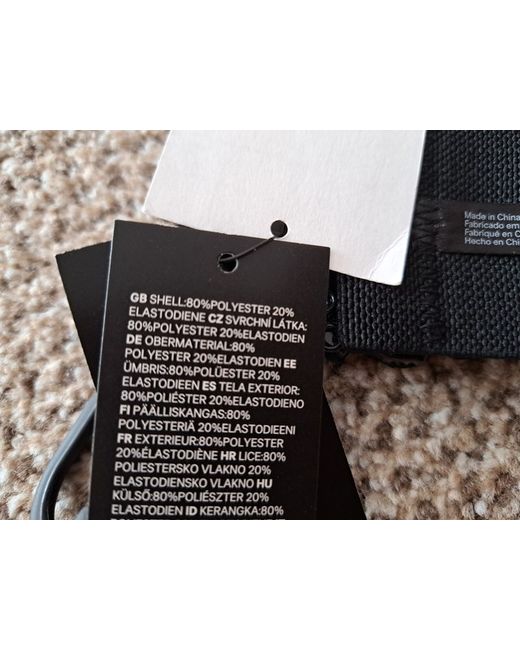 GB SHELL:80%POLYESTER 20%
ELASTODIENE CZ SVRCHNÍ LÁTKA:
80%POLYESTER 20%ELASTODIEN
DE OBERMATERIAL:80%
POLYESTER 20%ELASTODIEN EE
ÜMBRIS:80%POLÜESTER 20%
ELASTODIEEN ES TELA EXTERIOR:
80%POLIÉSTER 20%ELASTODIENO
FI PÄÄLLISKANGAS:80%
POLYESTERIÄ 20%ELASTODIEENI
FR EXTERIEUR:80%POLYESTER
20%ÉLASTODIÈNE HR LICE:80%
POLIESTERSKO VLAKNO 20%
ELASTODIENSKO VLAKNO HU
KÜLSŐ:80%POLIÉSZTER 20%
ELASTODIEN ID KERANGKA:80%
Made in China
Fabricado em
Fabriqué en C
Hecho en Chi